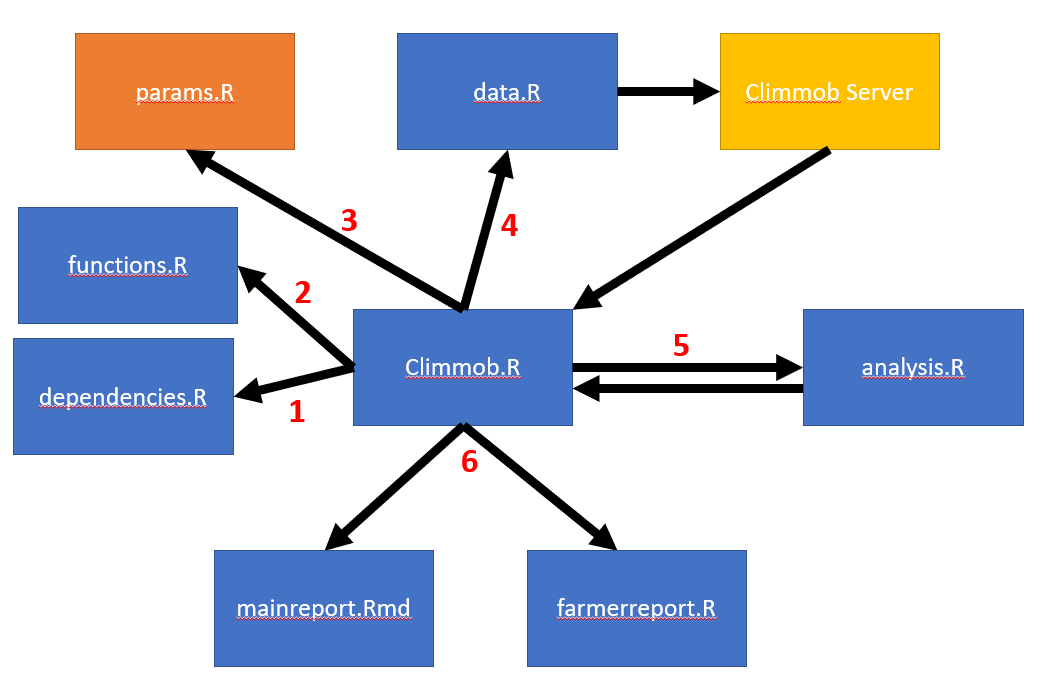 params.R
data.R
Climmob Server
3
4
functions.R
2
Climmob.R
5
analysis.R
dependencies.R
1
6
mainreport.Rmd
farmerreport.R